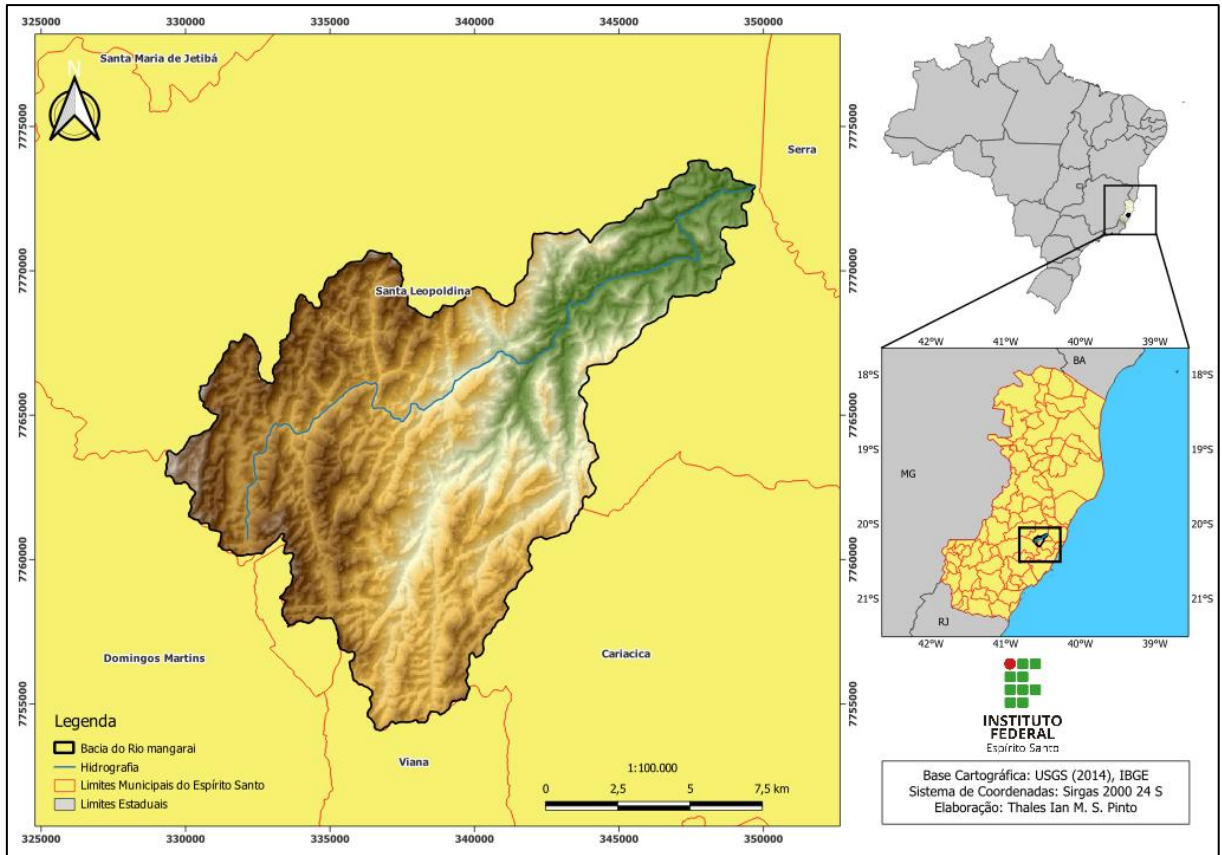 325000 330000 335000 340000 345000 350000
Santa Maria de Jetibá
N
7775000
7775000
Serra
7770000
7770000
Santa Leopoldina
7765000
7765000
7760000
7760000
Domingos Martins
Cariacica
7755000
7755000
Viana
Legenda
Bacia do Rio mangarai
Hidrografia
Limites Municipais do Espírito Santo
Limites Estaduais
1:100.000
0 2,5 5 7,5 km
325000 330000 335000 340000 345000 350000
42°W 41°W 40°W 39°W
BA
18°S 18°S
19°S 19°S
MG
20°S 20°S
21°S 21°S
RJ
42°W 41°W 40°W 39°W
INSTITUTO
FEDERAL
Espírito Santo
Base Cartográfica: USGS (2014), IBGE
Sistema de Coordenadas: Sirgas 2000 24 S
Elaboração: Thales Ian M. S. Pinto